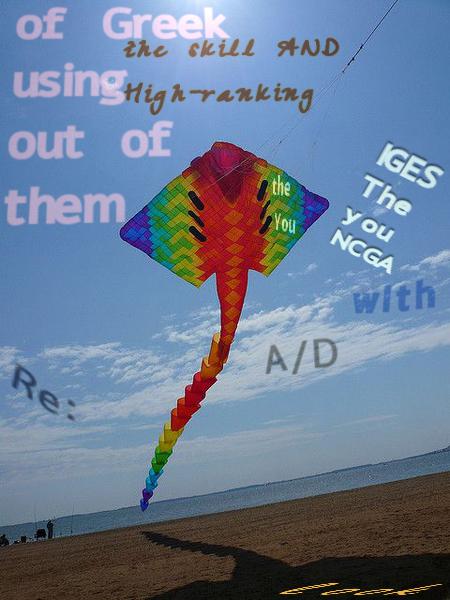 of Greek
using
out of
them
the skill AND
High-ranking
the
You
IGES
The
you
NCGA
with
A/D
Re:
Cook